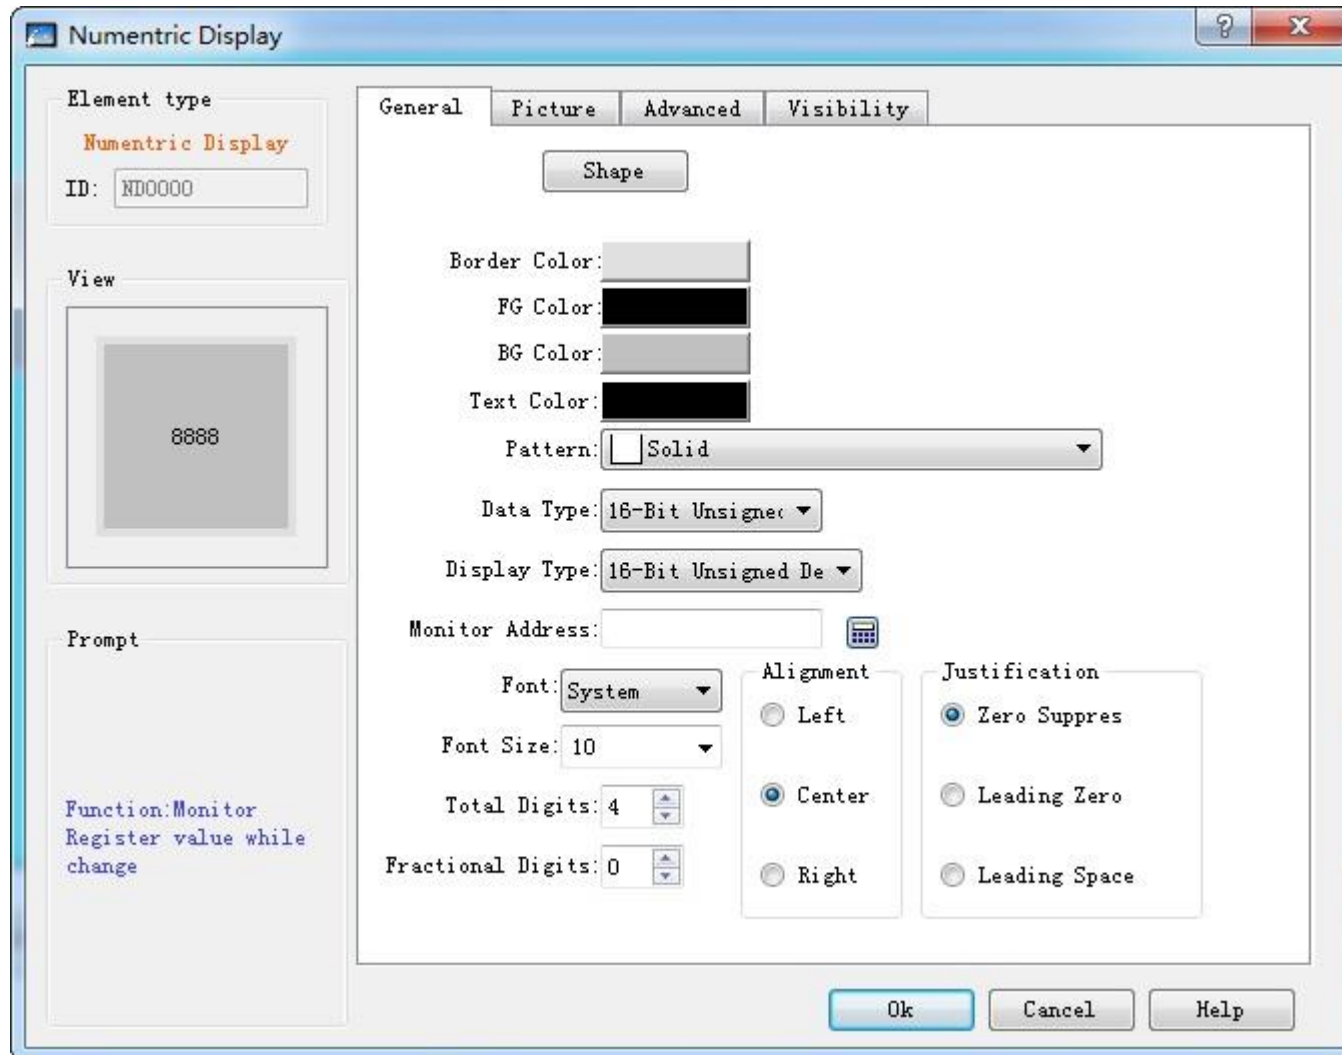 Numentric Display
?
X
Element type
Numentric Display
ID: ND0000
View
8888
Prompt
Function:Monitor
Register value while
change
General
Picture
Advanced
Visibility
Shape
Border Color:
FG Color:
BG Color:
Text Color:
Pattern: Solid
Data Type: 16-Bit Unsigned
Display Type: 16-Bit Unsigned De
Monitor Address:
Font: System
Font Size: 10
Total Digits: 4
Fractional Digits: 0
Alignment
Left
Center
Right
Justification
Zero Suppres
Leading Zero
Leading Space
Ok
Cancel
Help